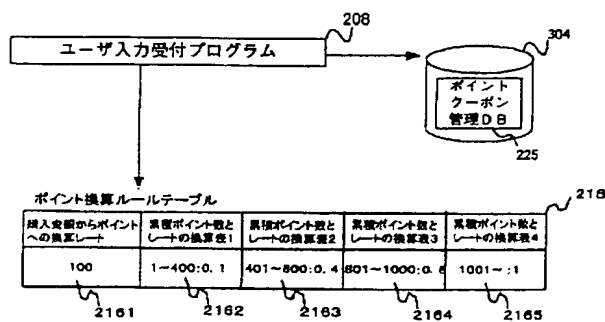 208
ユーザ入力受付プログラム
304
ポイント
クーポン
管理DB
225
ポイント換算ルールテーブル
216
購入金額からポイント
への換算レート
累積ポイント数と
レートの換算表1
累積ポイント数と
レートの換算表2
累積ポイント数と
レートの換算表3
累積ポイント数と
レートの換算表4
100
1~400:0.1
401~800:0.4
801~1000:0.8
1001~:1
2161
2162
2163
2164
2165